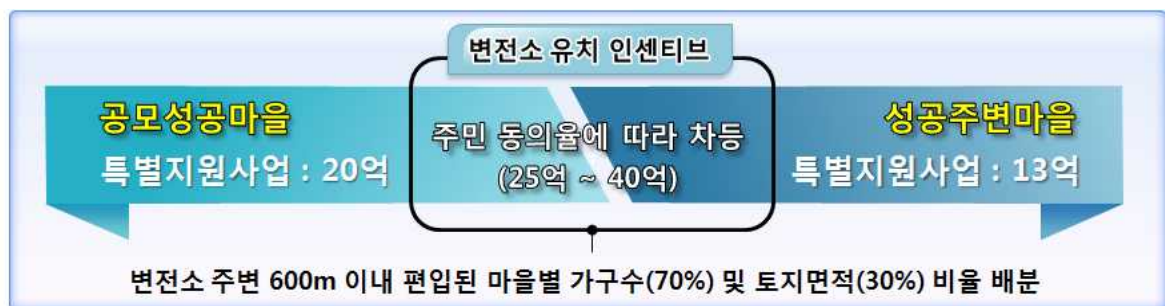 변전소 유치 인센티브
공모성공마을
특별지원사업 : 20억
주민 동의율에 따라 차등
(25억 ~ 40억)
성공주변마을
특별지원사업 : 13억
변전소 주변 600m 이내 편입된 마을별 가구수(70%) 및 토지면적(30%) 비율 배분